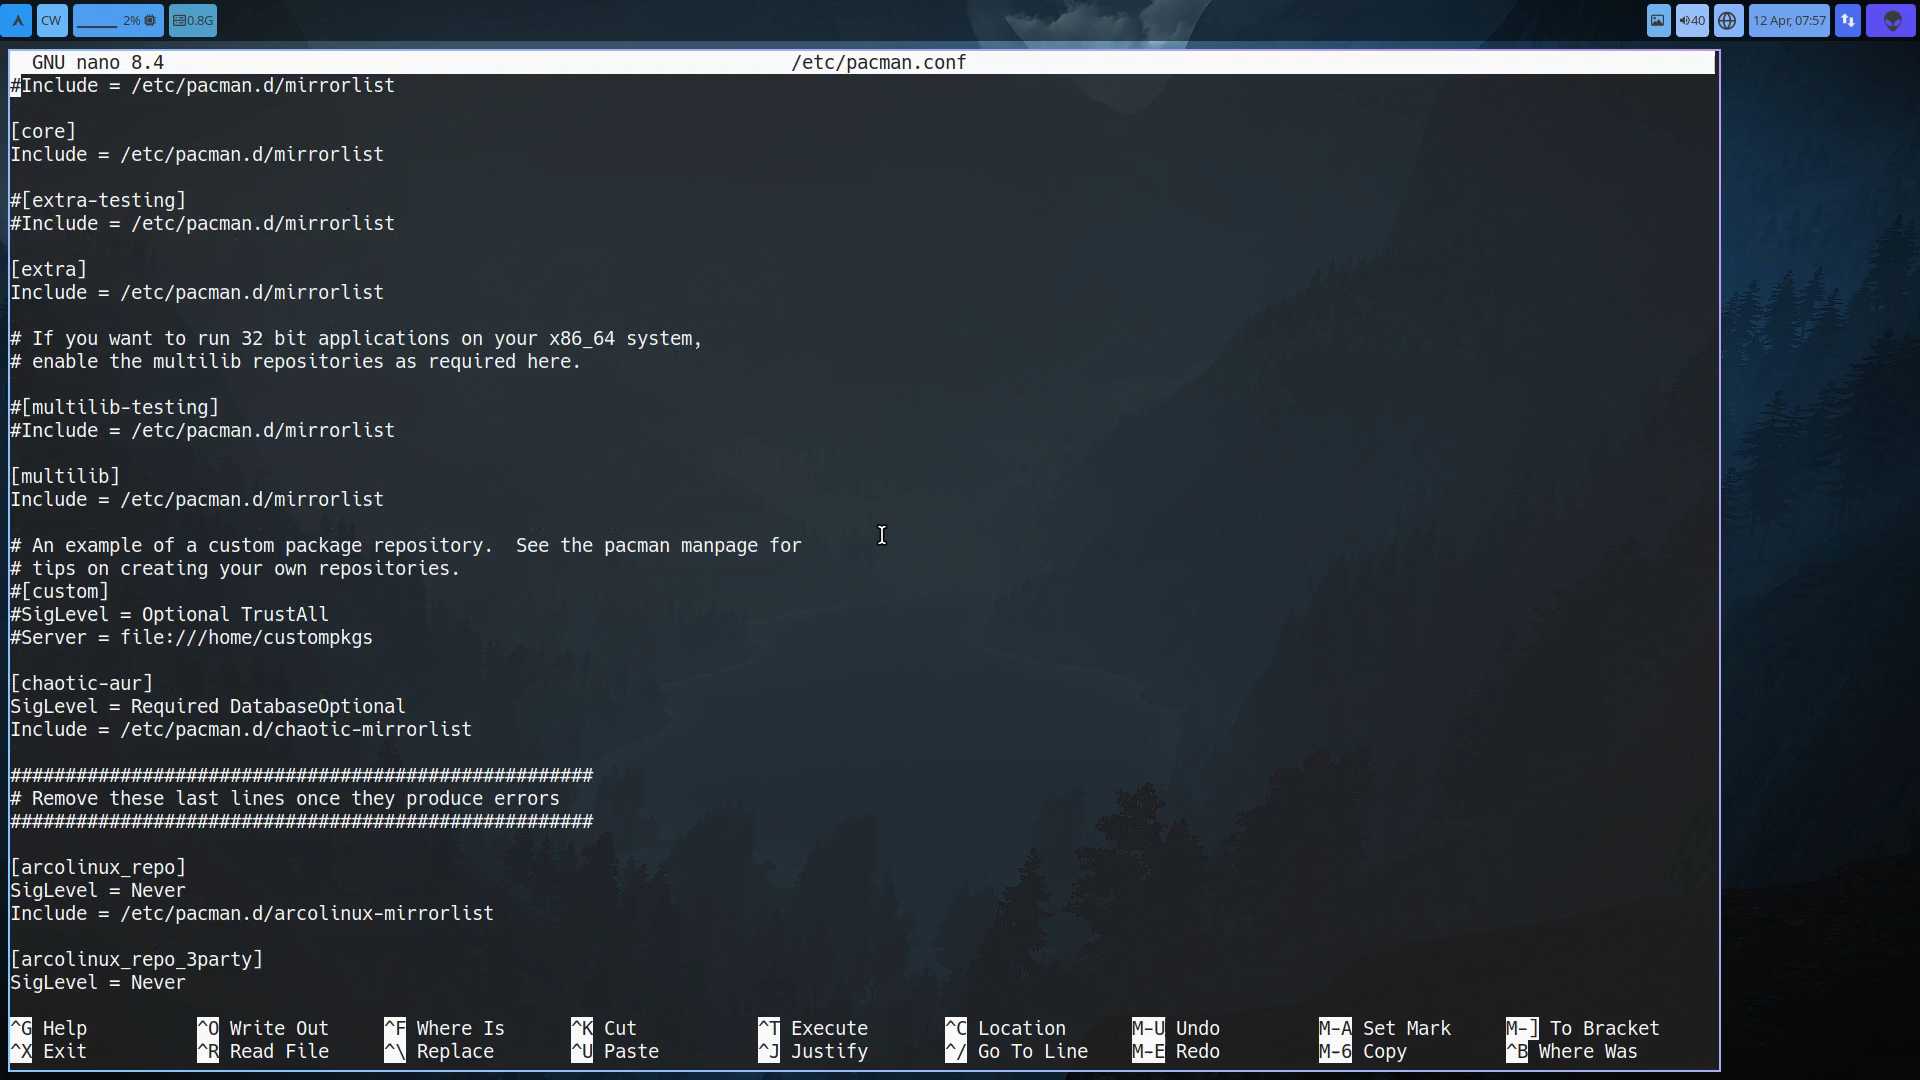 CW
2%
0.8G
40
12 Apr, 07:57
GNU nano 8.4 /etc/pacman.conf
#Include = /etc/pacman.d/mirrorlist
[core]
Include = /etc/pacman.d/mirrorlist
#[extra-testing]
#Include = /etc/pacman.d/mirrorlist
[extra]
Include = /etc/pacman.d/mirrorlist
# If you want to run 32 bit applications on your x86_64 system,
# enable the multilib repositories as required here.
#[multilib-testing]
#Include = /etc/pacman.d/mirrorlist
[multilib]
Include = /etc/pacman.d/mirrorlist
# An example of a custom package repository.  See the pacman manpage for
# tips on creating your own repositories.
#[custom]
#SigLevel = Optional TrustAll
#Server = file:///home/custompkgs
[chaotic-aur]
SigLevel = Required DatabaseOptional
Include = /etc/pacman.d/chaotic-mirrorlist
#####################################################
# Remove these last lines once they produce errors
#####################################################
[arcolinux_repo]
SigLevel = Never
Include = /etc/pacman.d/arcolinux-mirrorlist
[arcolinux_repo_3party]
SigLevel = Never
^G Help ^O Write Out ^F Where Is ^K Cut ^T Execute ^C Location M-U Undo M-A Set Mark M-] To Bracket
^X Exit ^R Read File ^\ Replace ^U Paste ^J Justify ^/ Go To Line M-E Redo M-6 Copy ^B Where Was